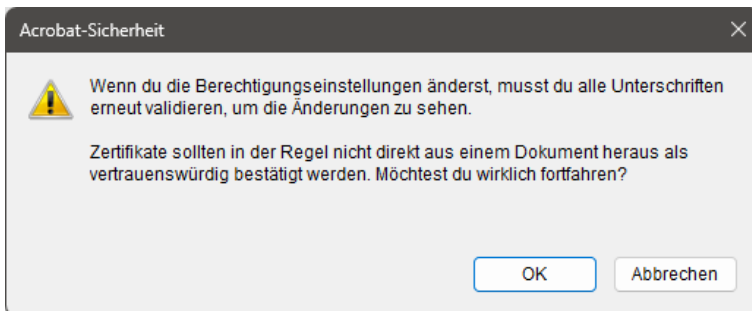 Acrobat-Sicherheit
Wenn du die Berechtigungseinstellungen änderst, musst du alle Unterschriften
erneut validieren, um die Änderungen zu sehen.
Zertifikate sollten in der Regel nicht direkt aus einem Dokument heraus als
vertrauenswürdig bestätigt werden. Möchtest du wirklich fortfahren?
OK
Abbrechen